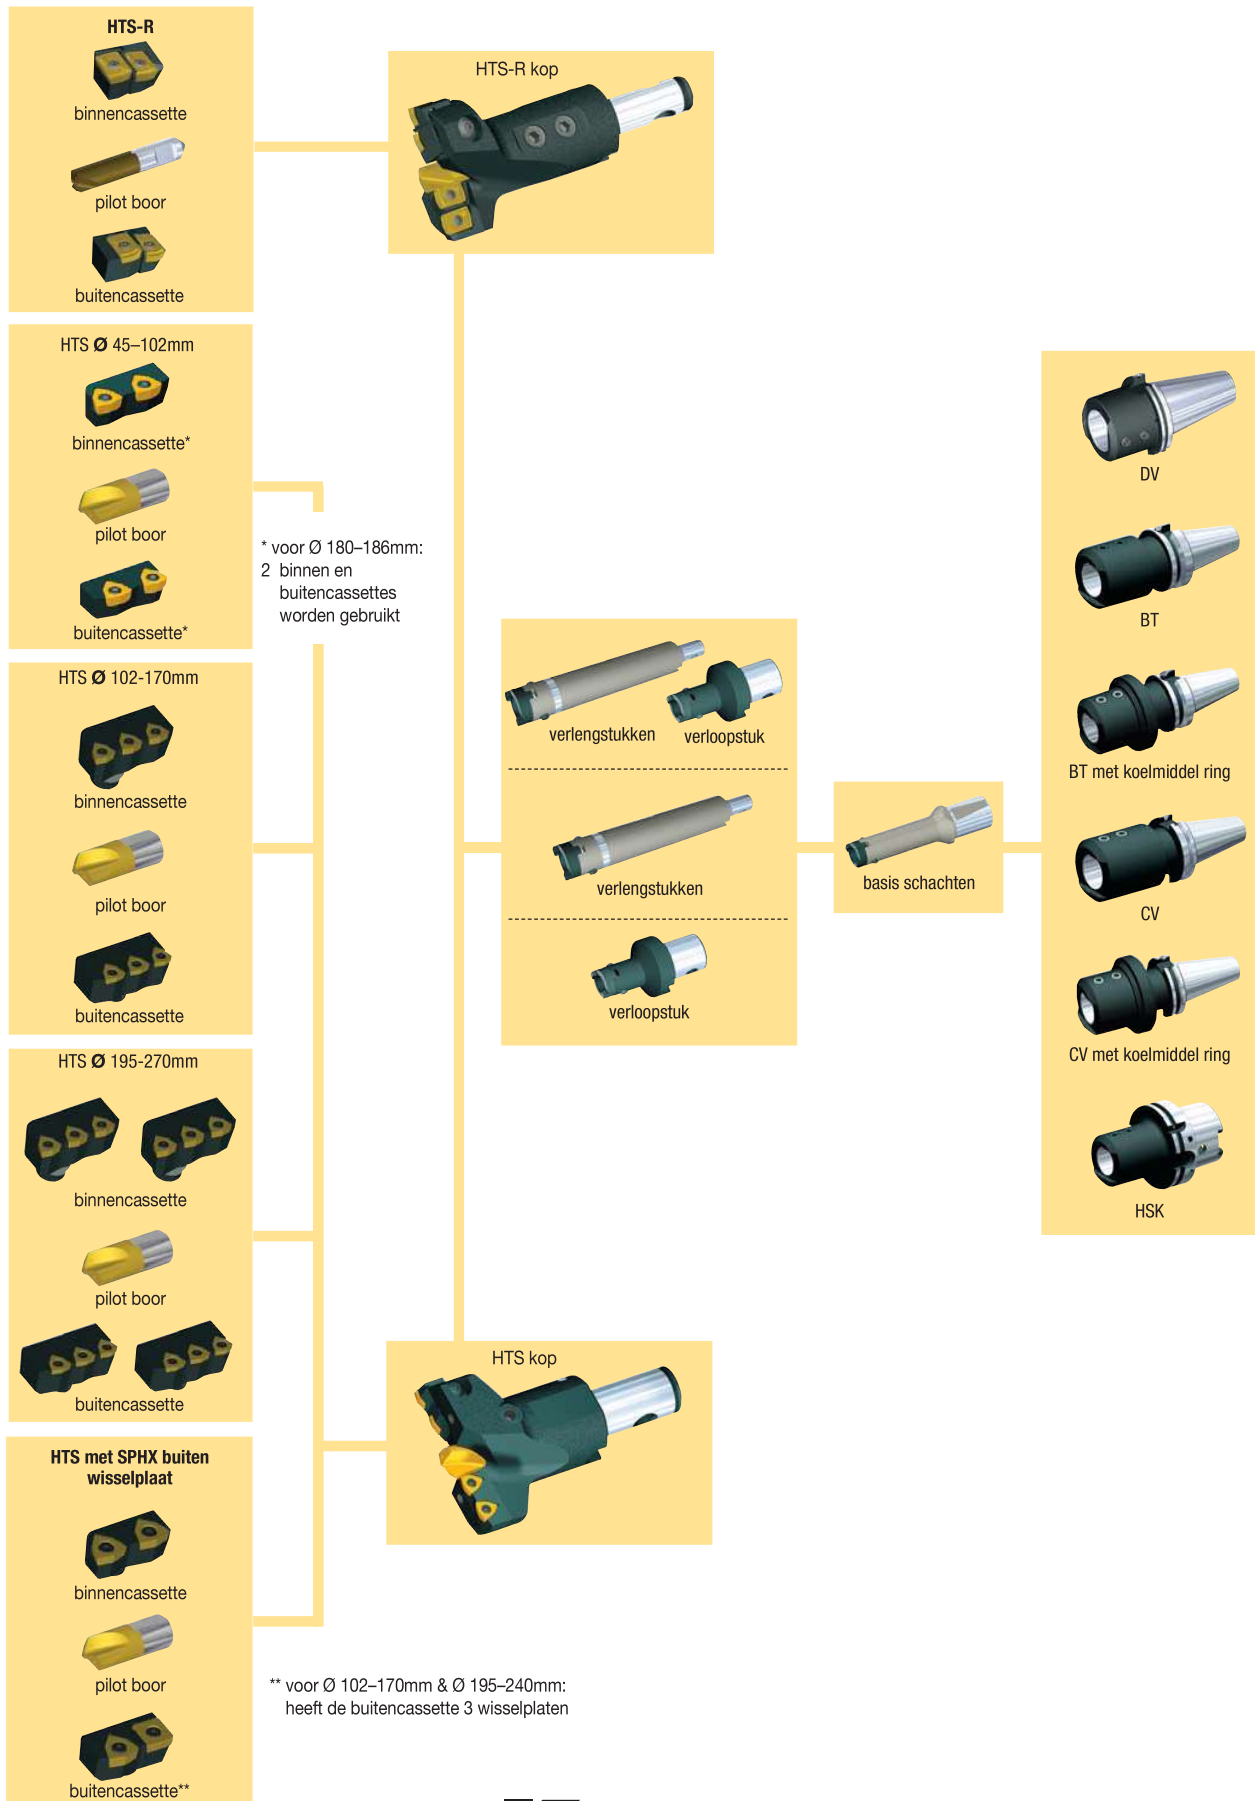 HTS-R
binnencassette
pilot boor
buitencassette
HTS-R kop
HTS Ø 45–102mm
binnencassette*
pilot boor
buitencassette*
* voor Ø 180–186mm:
2 binnen en
buitencassettes
worden gebruikt
HTS Ø 102-170mm
binnencassette
pilot boor
buitencassette
HTS Ø 195-270mm
binnencassette
pilot boor
buitencassette
HTS met SPHX buiten
wisselplaat
binnencassette
pilot boor
buitencassette**
** voor Ø 102–170mm & Ø 195–240mm:
heeft de buitencassette 3 wisselplaten
HTS kop
verlengstukken
verloopstuk
verlengstukken
verloopstuk
basis schachten
DV
BT
BT met koelmiddel ring
CV
CV met koelmiddel ring
HSK